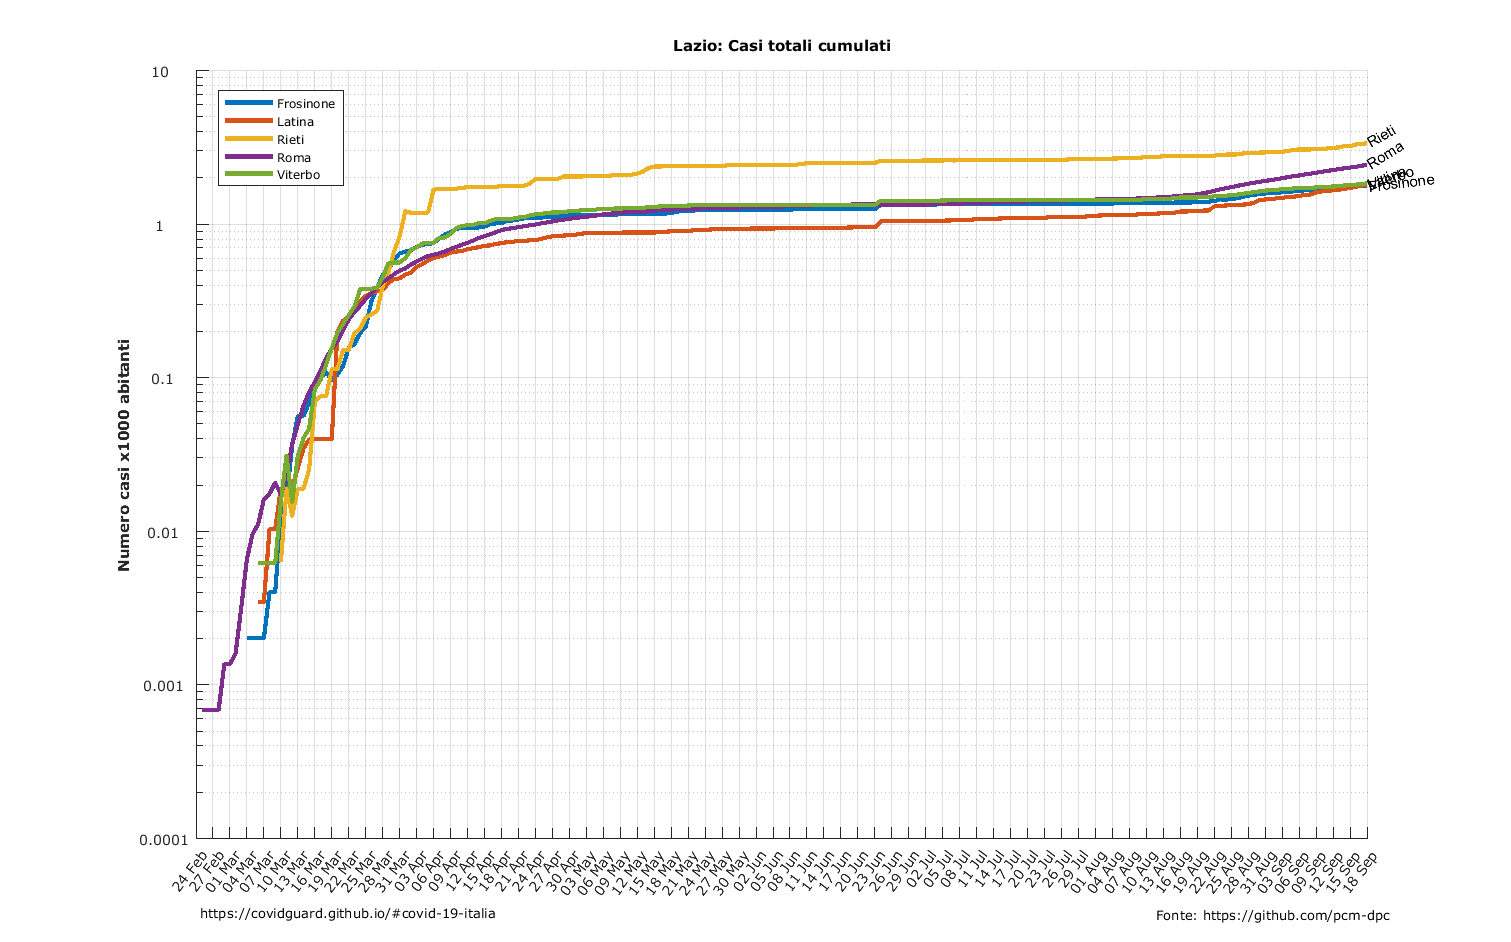 Lazio: Casi totali cumulati
10
1
0.1
0.01
0.001
0.0001
Numero casi x1000 abitanti
Frosinone
Latina
Rieti
Roma
Viterbo
Rieti
Roma
Viterbo
Latina
Frosinone
24 Feb
27 Feb
01 Mar
04 Mar
07 Mar
10 Mar
13 Mar
16 Mar
19 Mar
22 Mar
25 Mar
28 Mar
31 Mar
03 Apr
06 Apr
09 Apr
12 Apr
15 Apr
18 Apr
21 Apr
24 Apr
27 Apr
30 Apr
03 May
06 May
09 May
12 May
15 May
18 May
21 May
24 May
27 May
30 May
02 Jun
05 Jun
08 Jun
11 Jun
14 Jun
17 Jun
20 Jun
23 Jun
26 Jun
29 Jun
02 Jul
05 Jul
08 Jul
11 Jul
14 Jul
17 Jul
20 Jul
23 Jul
26 Jul
29 Jul
01 Aug
04 Aug
07 Aug
10 Aug
13 Aug
16 Aug
19 Aug
22 Aug
25 Aug
28 Aug
31 Aug
03 Sep
06 Sep
09 Sep
12 Sep
15 Sep
18 Sep
https://covidguard.github.io/#covid-19-italia
Fonte: https://github.com/pcm-dpc